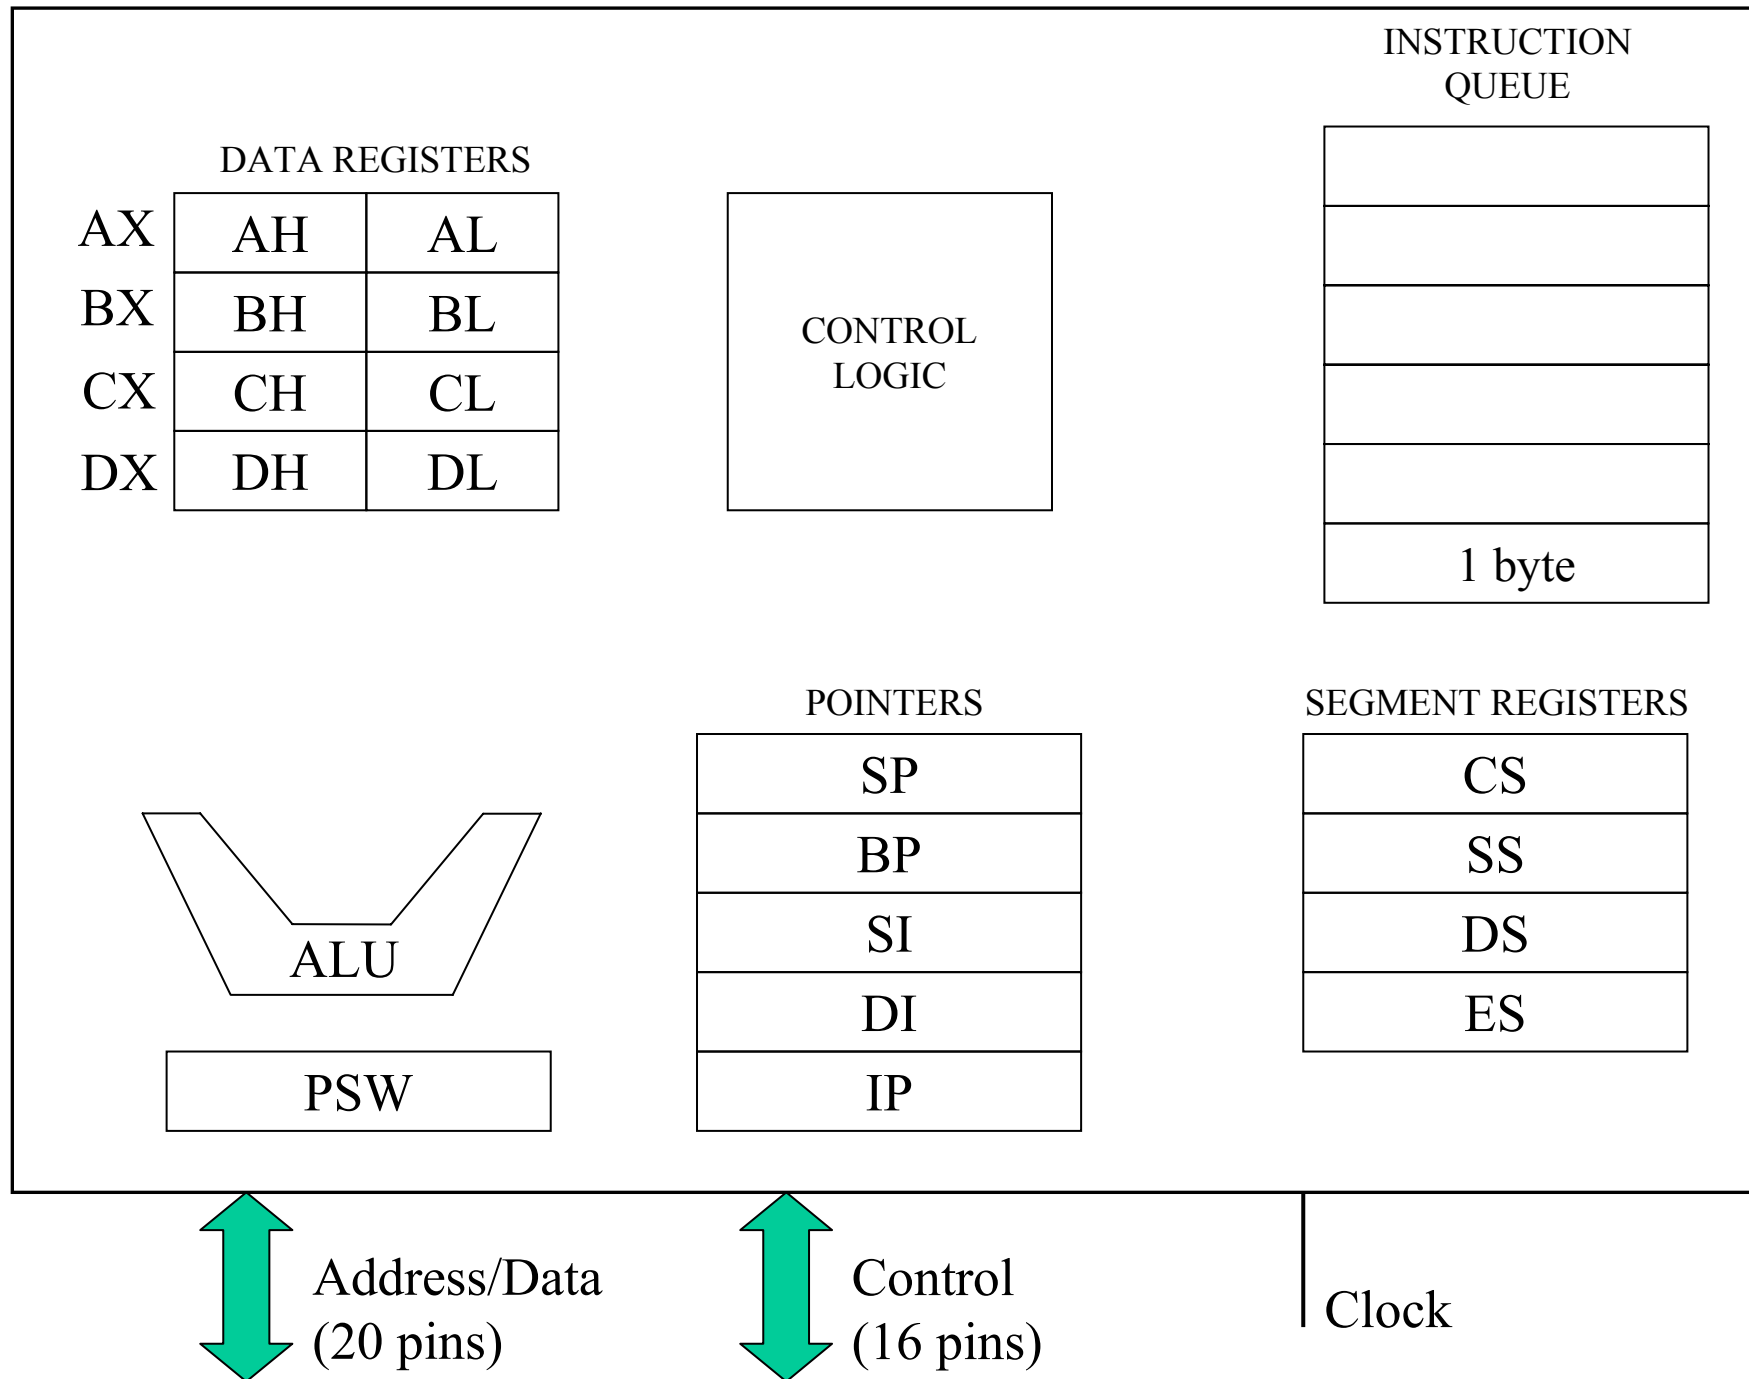 INSTRUCTION
QUEUE
DATA REGISTERS
AX AH AL
BX BH BL
CX CH CL
DX DH DL
CONTROL
LOGIC
1 byte
POINTERS
SP
BP
SI
DI
IP
SEGMENT REGISTERS
CS
SS
DS
ES
ALU
PSW
Address/Data
(20 pins)
Control
(16 pins)
Clock